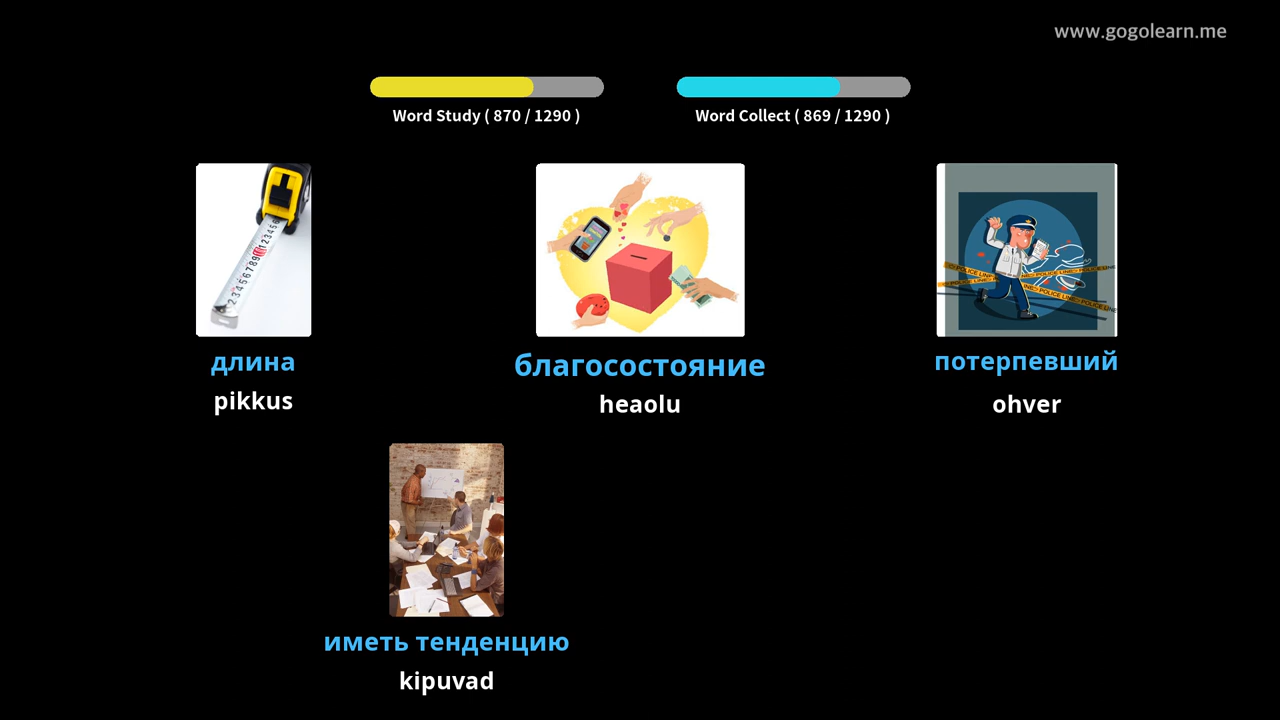 www.gogolearn.me
Word Study ( 870 / 1290 )
Word Collect ( 869 / 1290 )
длина
pikkus
благосостояние
heaolu
потерпевший
ohver
иметь тенденцию
kipuvad